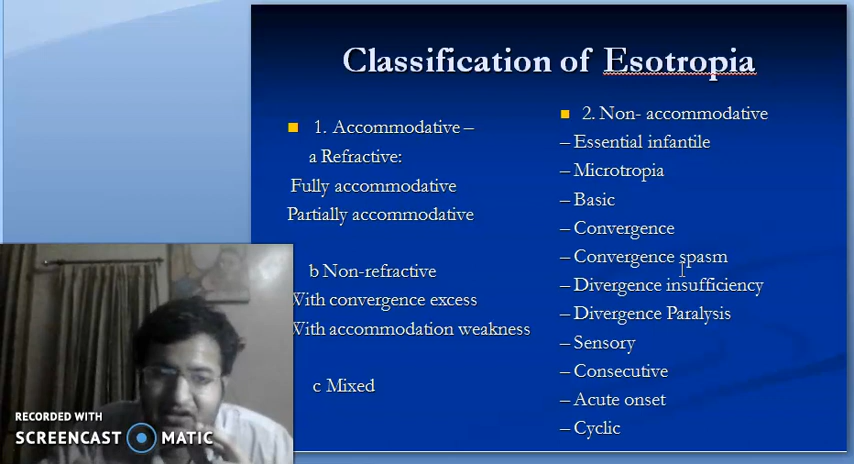 Classification of Esotropia
1. Accommodative –
a Refractive:
Fully accommodative
Partially accommodative
b Non-refractive
With convergence excess
With accommodation weakness
c Mixed
2. Non- accommodative
– Essential infantile
– Microtropia
– Basic
– Convergence
– Convergence spasm
– Divergence insufficiency
– Divergence Paralysis
– Sensory
– Consecutive
– Acute onset
– Cyclic
RECORDED WITH
SCREENCAST MATIC